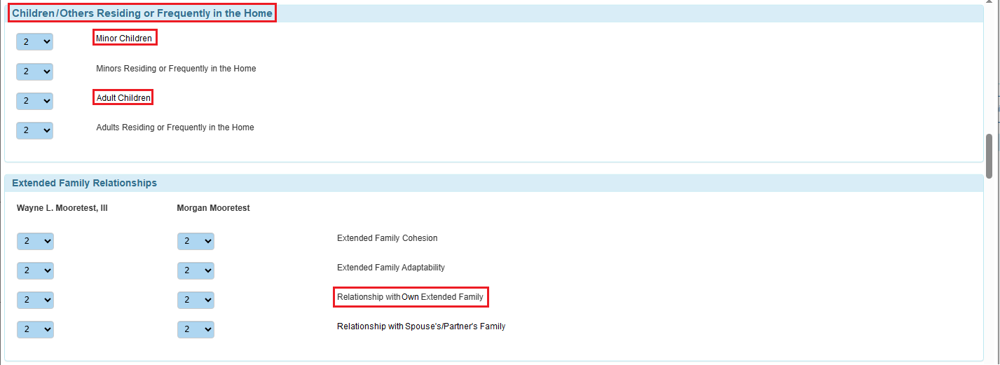 Children/Others Residing or Frequently in the Home
2 Minor Children
2 Minors Residing or Frequently in the Home
2 Adult Children
2 Adults Residing or Frequently in the Home
Extended Family Relationships
Wayne L. Mooretest, III Morgan Mooretest
2 2 Extended Family Cohesion
2 2 Extended Family Adaptability
2 2 Relationship with Own Extended Family
2 2 Relationship with Spouse's/Partner's Family